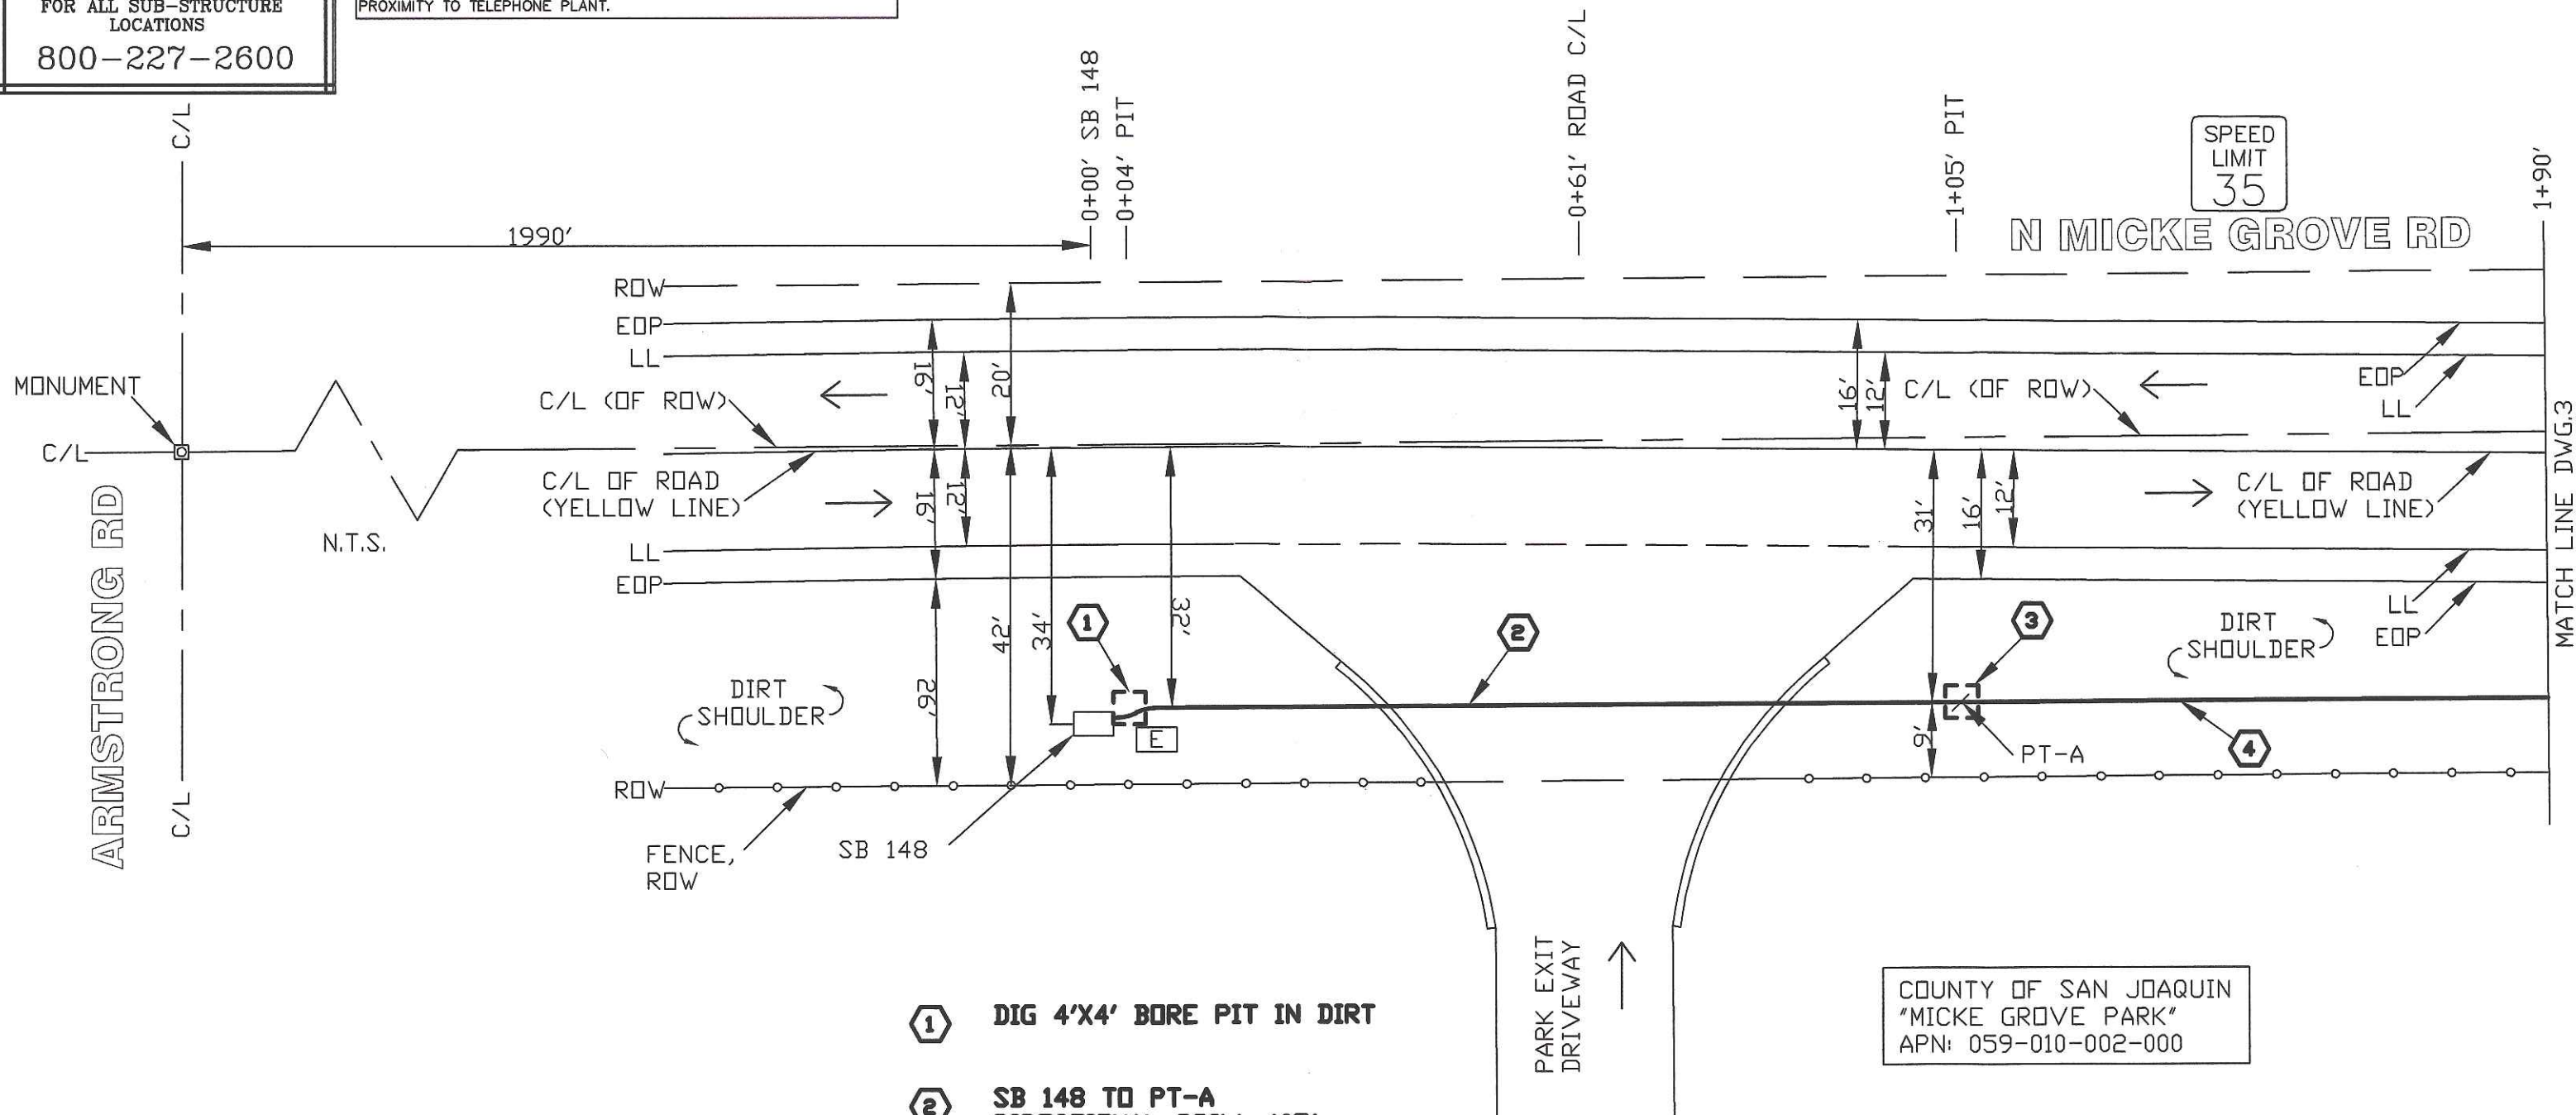 FOR ALL SUB-STRUCTURE
LOCATIONS
800-227-2600
PROXIMITY TO TELEPHONE PLANT.
C/L
0+00' SB 148
0+04' PIT
0+61' ROAD C/L
1+05' PIT
1+90'
SPEED
LIMIT
35
N MICKE GROVE RD
1990'
ROW
EOP
LL
MONUMENT
C/L (OF ROW)
16'
12'
20'
16'
12'
C/L (OF ROW)
EOP
LL
C/L
C/L OF ROAD
(YELLOW LINE)
16'
12'
31'
16'
12'
C/L OF ROAD
(YELLOW LINE)
MATCH LINE DWG.3
N.T.S.
LL
EOP
ARMSTRONG RD
42'
34'
1
32'
2
3
DIRT
SHOULDER
LL
EOP
DIRT
SHOULDER
26'
E
9'
PT-A
4
ROW
C/L
FENCE,
ROW
SB 148
PARK EXIT
DRIVEWAY
COUNTY OF SAN JOAQUIN
"MICKE GROVE PARK"
APN: 059-010-002-000
1 DIG 4'X4' BORE PIT IN DIRT
2 SB 148 TO PT-A